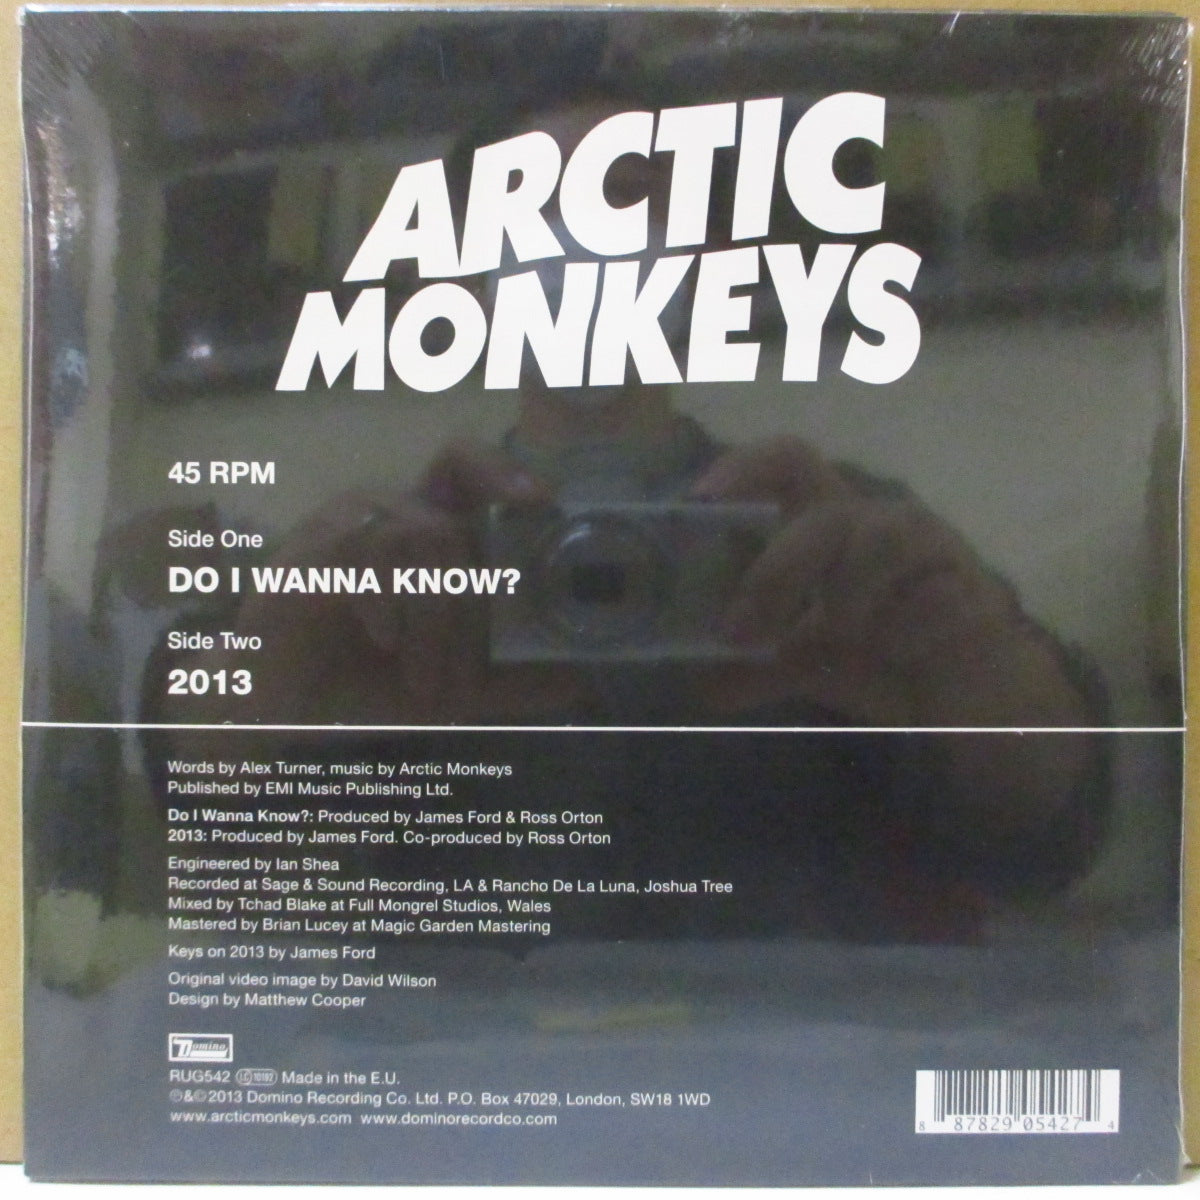 ARCTIC
MONKEYS
45 RPM
Side One
DO I WANNA KNOW?
Side Two
2013
Words by Alex Turner, music by Arctic Monkeys
Published by EMI Music Publishing Ltd.
Do I Wanna Know?: Produced by James Ford & Ross Orton
2013: Produced by James Ford. Co-produced by Ross Orton
Engineered by Ian Shea
Recorded at Sage & Sound Recording, LA & Rancho De La Luna, Joshua Tree
Mixed by Tchad Blake at Full Mongrel Studios, Wales
Mastered by Brian Lucey at Magic Garden Mastering
Keys on 2013 by James Ford
Original video image by David Wilson
Design by Matthew Cooper
Domino
RUG542 LC 10192 Made in the E.U.
℗&©2013 Domino Recording Co. Ltd. P.O. Box 47029, London, SW18 1WD
www.arcticmonkeys.com www.dominorecordco.com
8 87829 05427 4